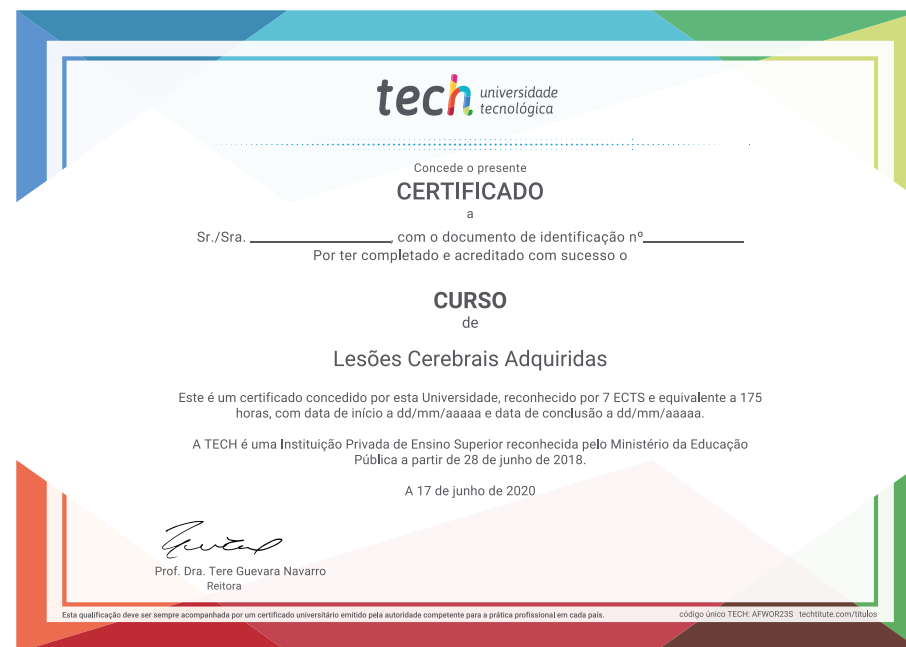 tech universidade
tecnológica
Concede o presente
CERTIFICADO
a
Sr./Sra. , com o documento de identificação nº
Por ter completado e acreditado com sucesso o
CURSO
de
Lesões Cerebrais Adquiridas
Este é um certificado concedido por esta Universidade, reconhecido por 7 ECTS e equivalente a 175
horas, com data de início a dd/mm/aaaaa e data de conclusão a dd/mm/aaaaa.
A TECH é uma Instituição Privada de Ensino Superior reconhecida pelo Ministério da Educação
Pública a partir de 28 de junho de 2018.
A 17 de junho de 2020
Prof. Dra. Tere Guevara Navarro
Reitora
Esta qualificação deve ser sempre acompanhada por um certificado universitário emitido pela autoridade competente para a prática profissional em cada país.
código único TECH: AFWOR23S techtitute.com/titulos